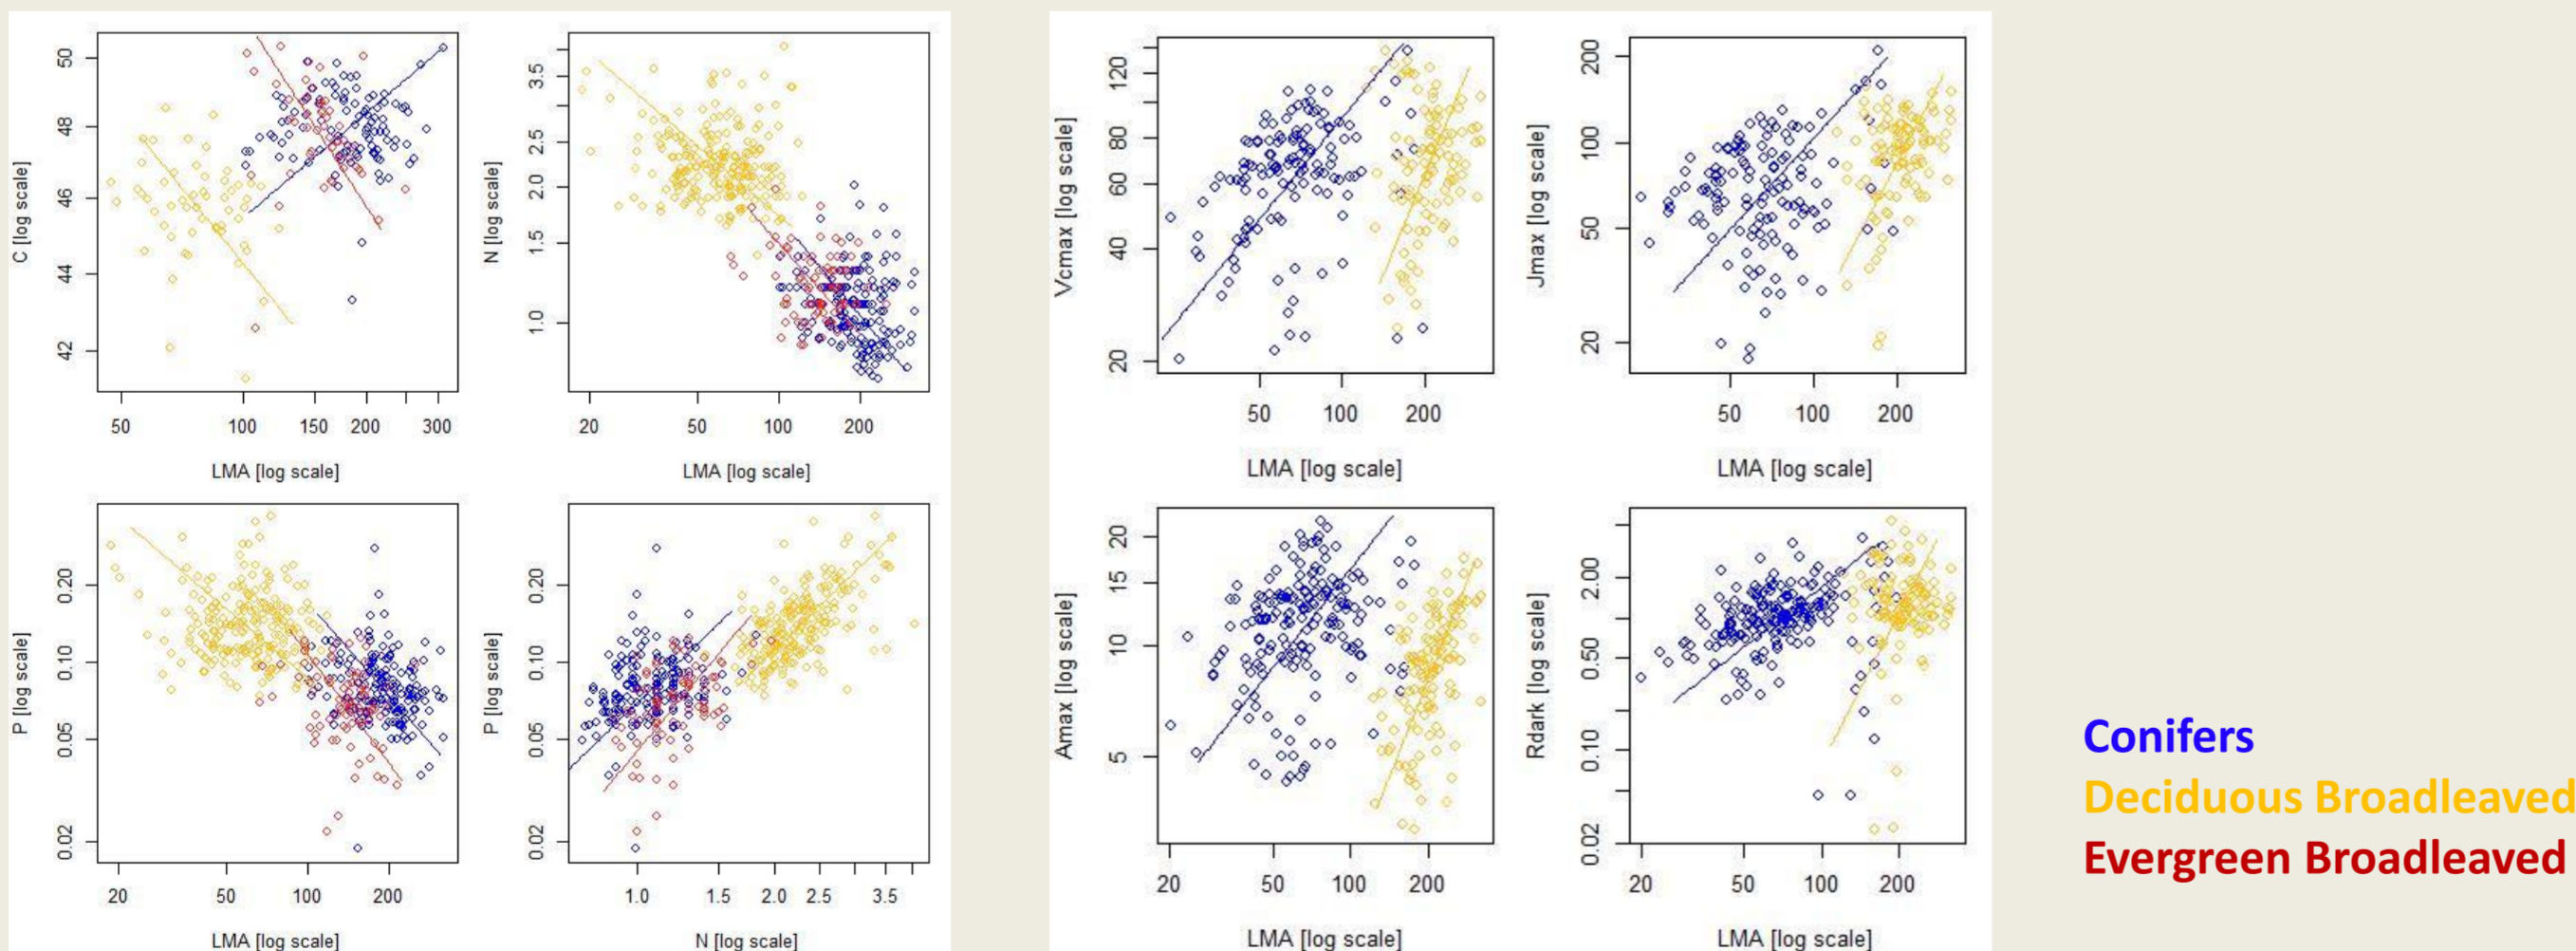 C [log scale]
50
48
46
44
42
50 100 150 200 300
LMA [log scale]
N [log scale]
3.5
2.5
2.0
1.5
1.0
20 50 100 200
LMA [log scale]
Vcmax [log scale]
120
80
60
40
20
50 100 200
LMA [log scale]
Jmax [log scale]
200
100
50
20
50 100 200
LMA [log scale]
P [log scale]
0.20
0.10
0.05
0.02
20 50 100 200
LMA [log scale]
P [log scale]
0.20
0.10
0.05
0.02
1.0 1.5 2.0 2.5 3.5
N [log scale]
Amax [log scale]
20
15
10
5
20 50 100 200
LMA [log scale]
Rdark [log scale]
2.00
0.50
0.10
0.02
20 50 100 200
LMA [log scale]
Conifers
Deciduous Broadleaved
Evergreen Broadleaved